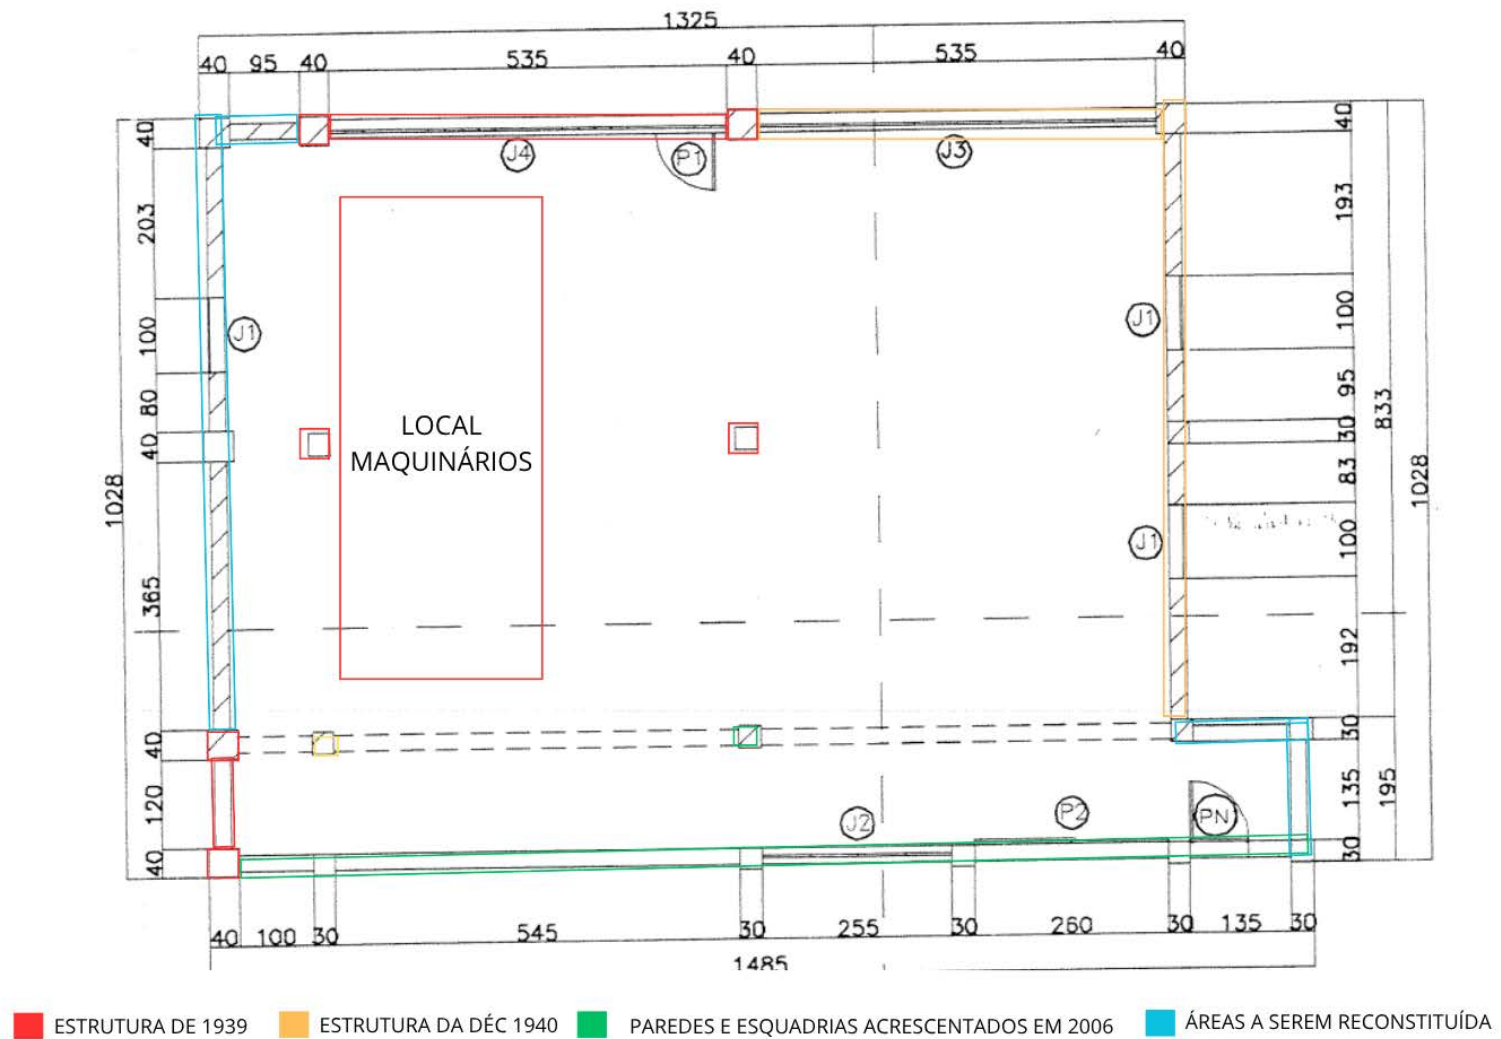 1325
40 95 40 535 40 535 40
40
203
100
80
40
365
1028
40
120
40
J4
P1
J3
J1
LOCAL
MAQUINÁRIOS
J1
J1
40
193
100
95
30
83
100
192
833
1028
30
135
195
30
J2
P2
PN
40 100 30 545 30 255 30 260 30 135 30
1485
ESTRUTURA DE 1939
ESTRUTURA DA DÉC 1940
PAREDES E ESQUADRIAS ACRESCENTADOS EM 2006
ÁREAS A SEREM RECONSTITUÍDA